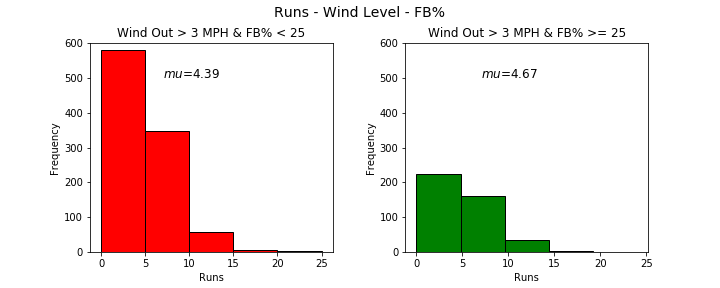 Runs - Wind Level - FB%
Wind Out > 3 MPH & FB% < 25
600
500
400
300
200
100
0
Frequency
mu=4.39
0 5 10 15 20 25
Runs
Wind Out > 3 MPH & FB% >= 25
600
500
400
300
200
100
0
Frequency
mu=4.67
0 5 10 15 20 25
Runs